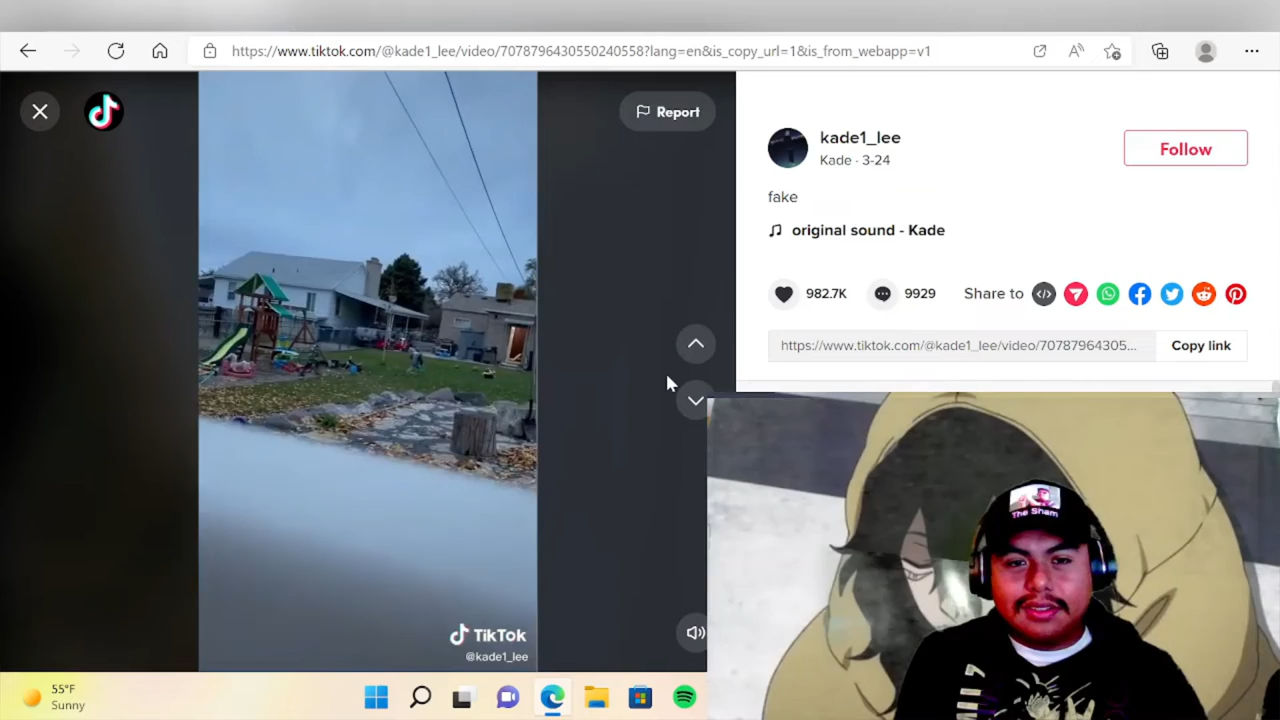 https://www.tiktok.com/@kade1_lee/video/7078796430550240558?lang=en&is_copy_url=1&is_from_webapp=v1
Report
kade1_lee
Kade · 3-24
Follow
fake
original sound - Kade
982.7K
9929
Share to
https://www.tiktok.com/@kade1_lee/video/70787964305...
Copy link
The Sham
TikTok
@kade1_lee
55°F
Sunny